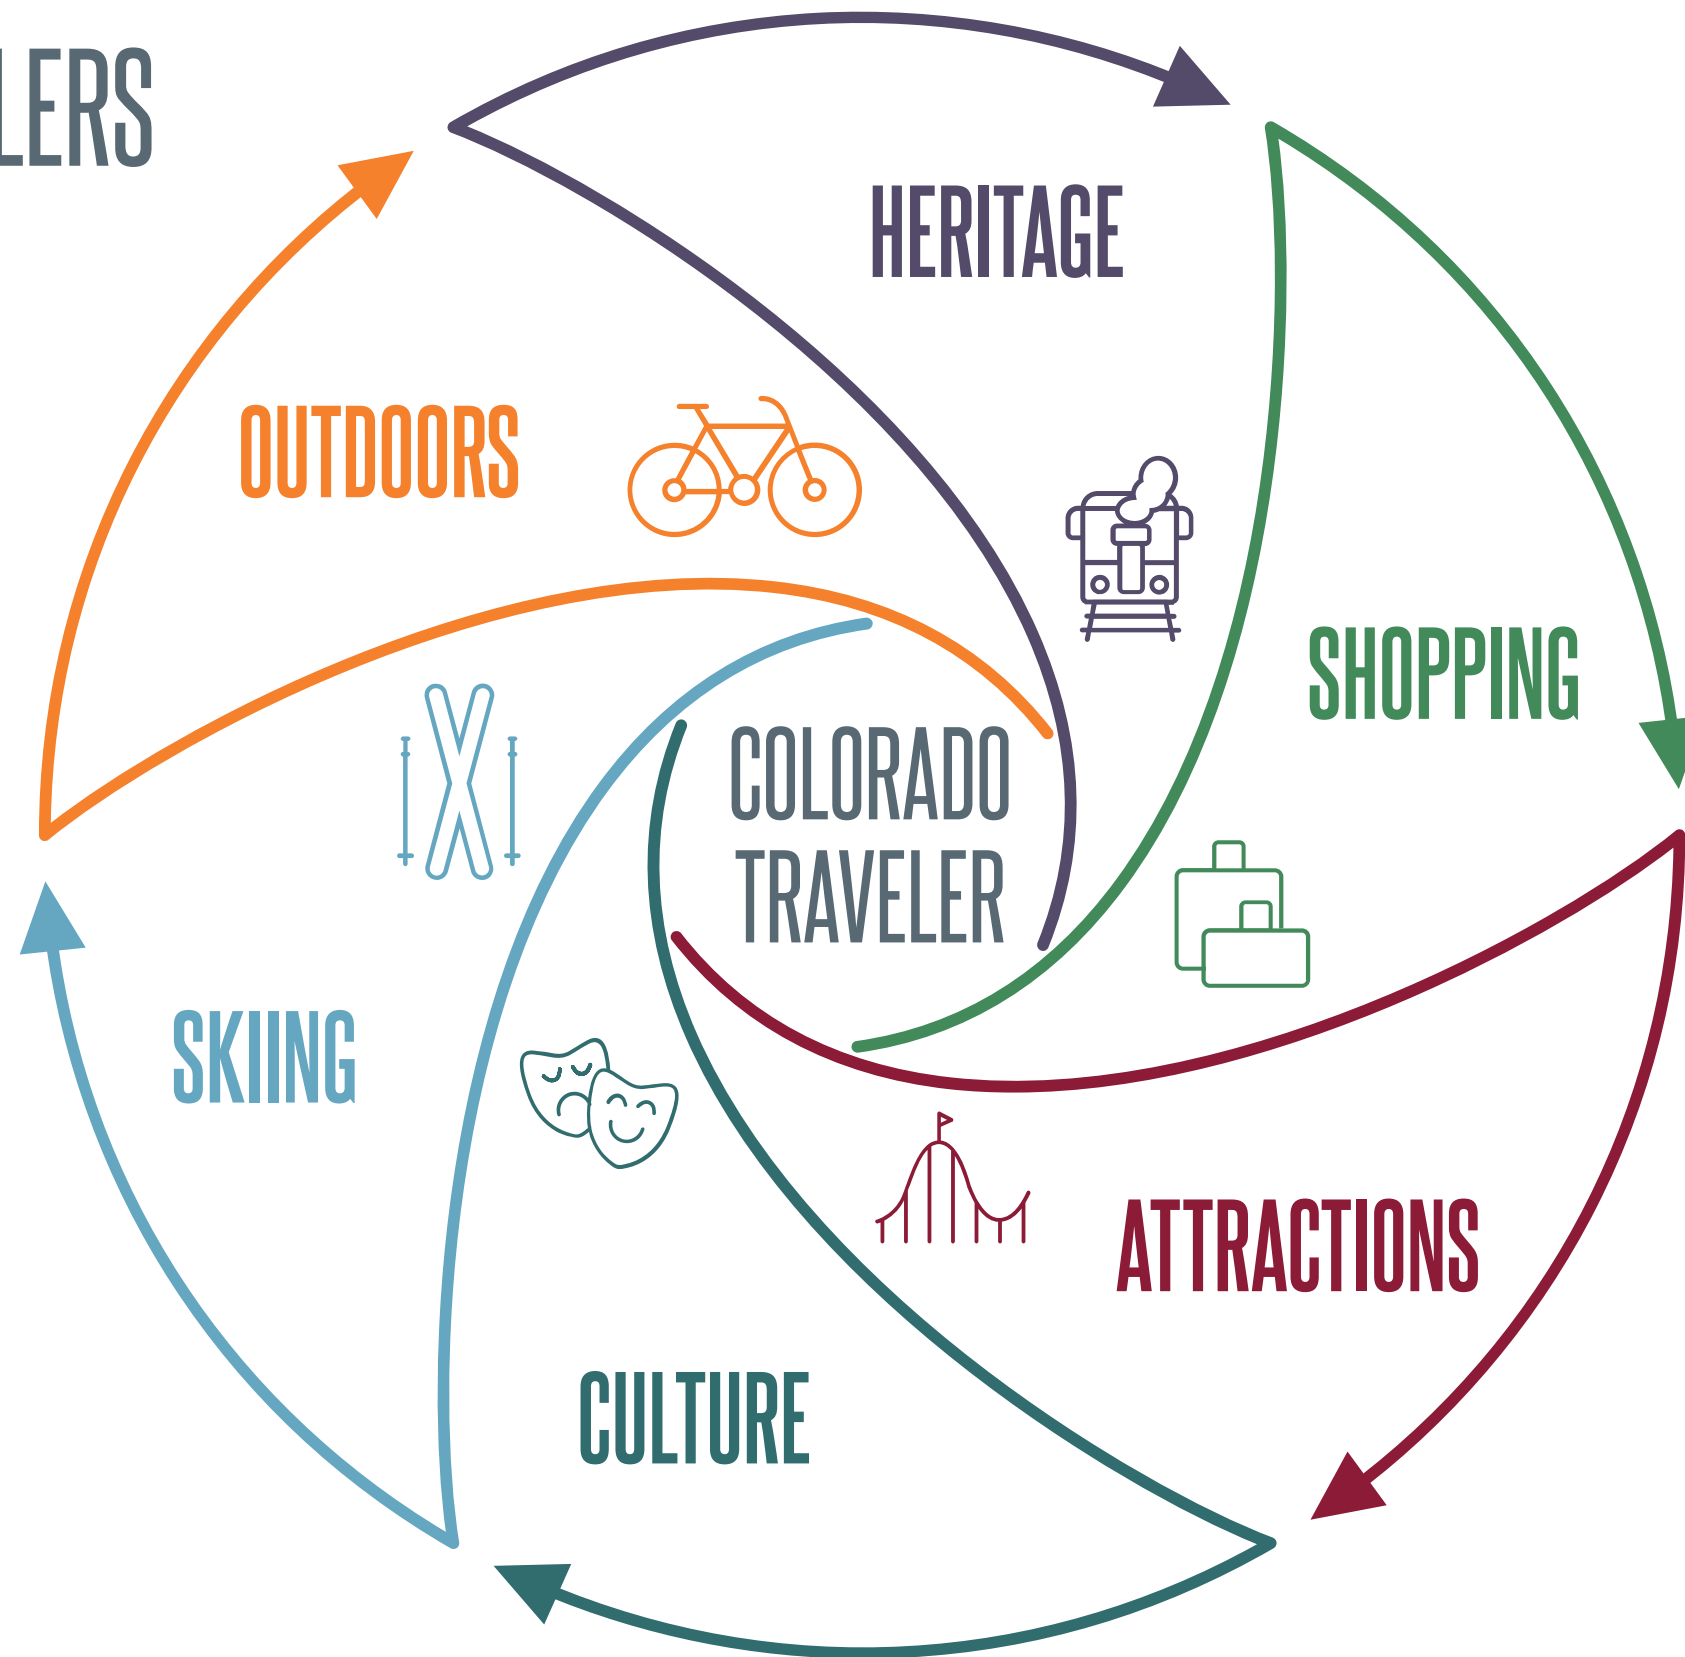 LERS
HERITAGE
OUTDOORS
SHOPPING
COLORADO
TRAVELER
SKIING
ATTRACTIONS
CULTURE